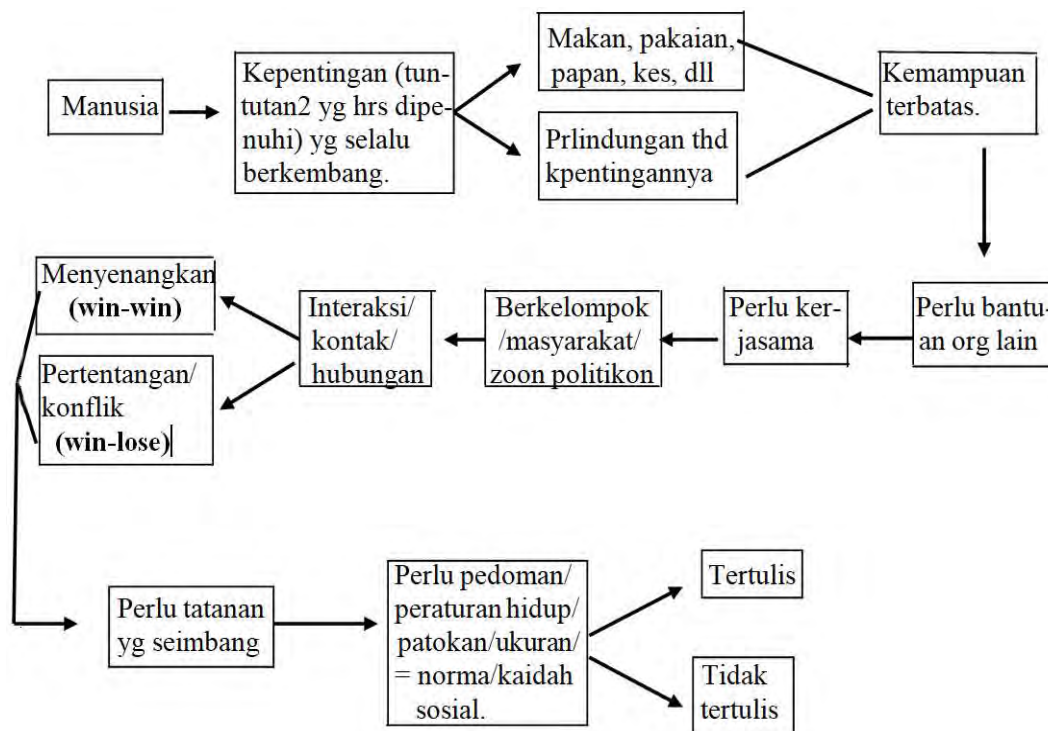 Manusia
Kepentingan (tun-
tutan2 yg hrs dipe-
nuhi) yg selalu
berkembang.
Makan, pakaian,
papan, kes, dll
Prlindungan thd
kpentingannya
Kemampuan
terbatas.
Perlu bantu-
an org lain
Perlu ker-
jasama
Berkelompok
/masyarakat/
zoon politikon
Interaksi/
kontak/
hubungan
Menyenangkan
(win-win)
Pertentangan/
konflik
(win-lose)
Perlu tatanan
yg seimbang
Perlu pedoman/
peraturan hidup/
patokan/ukuran/
= norma/kaidah
sosial.
Tertulis
Tidak
tertulis